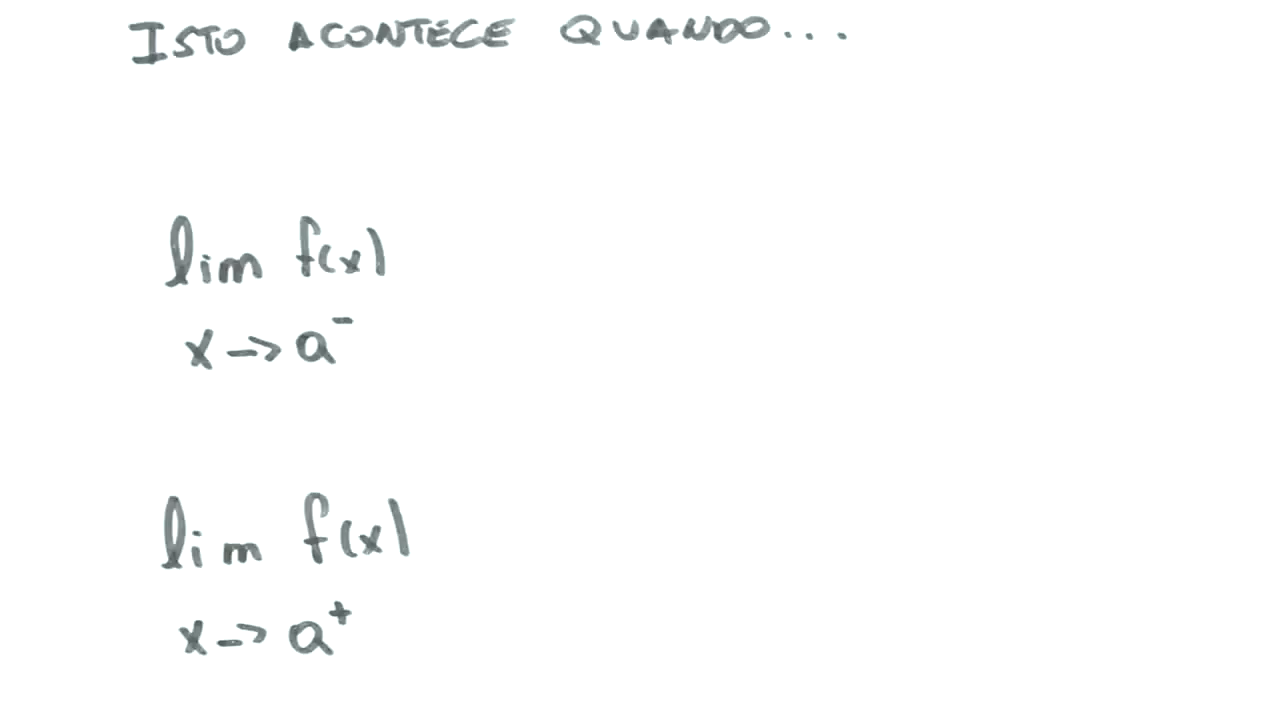 ISTO ACONTECE QUANDO...
lim f(x)
x -> a⁻
lim f(x)
x -> a⁺